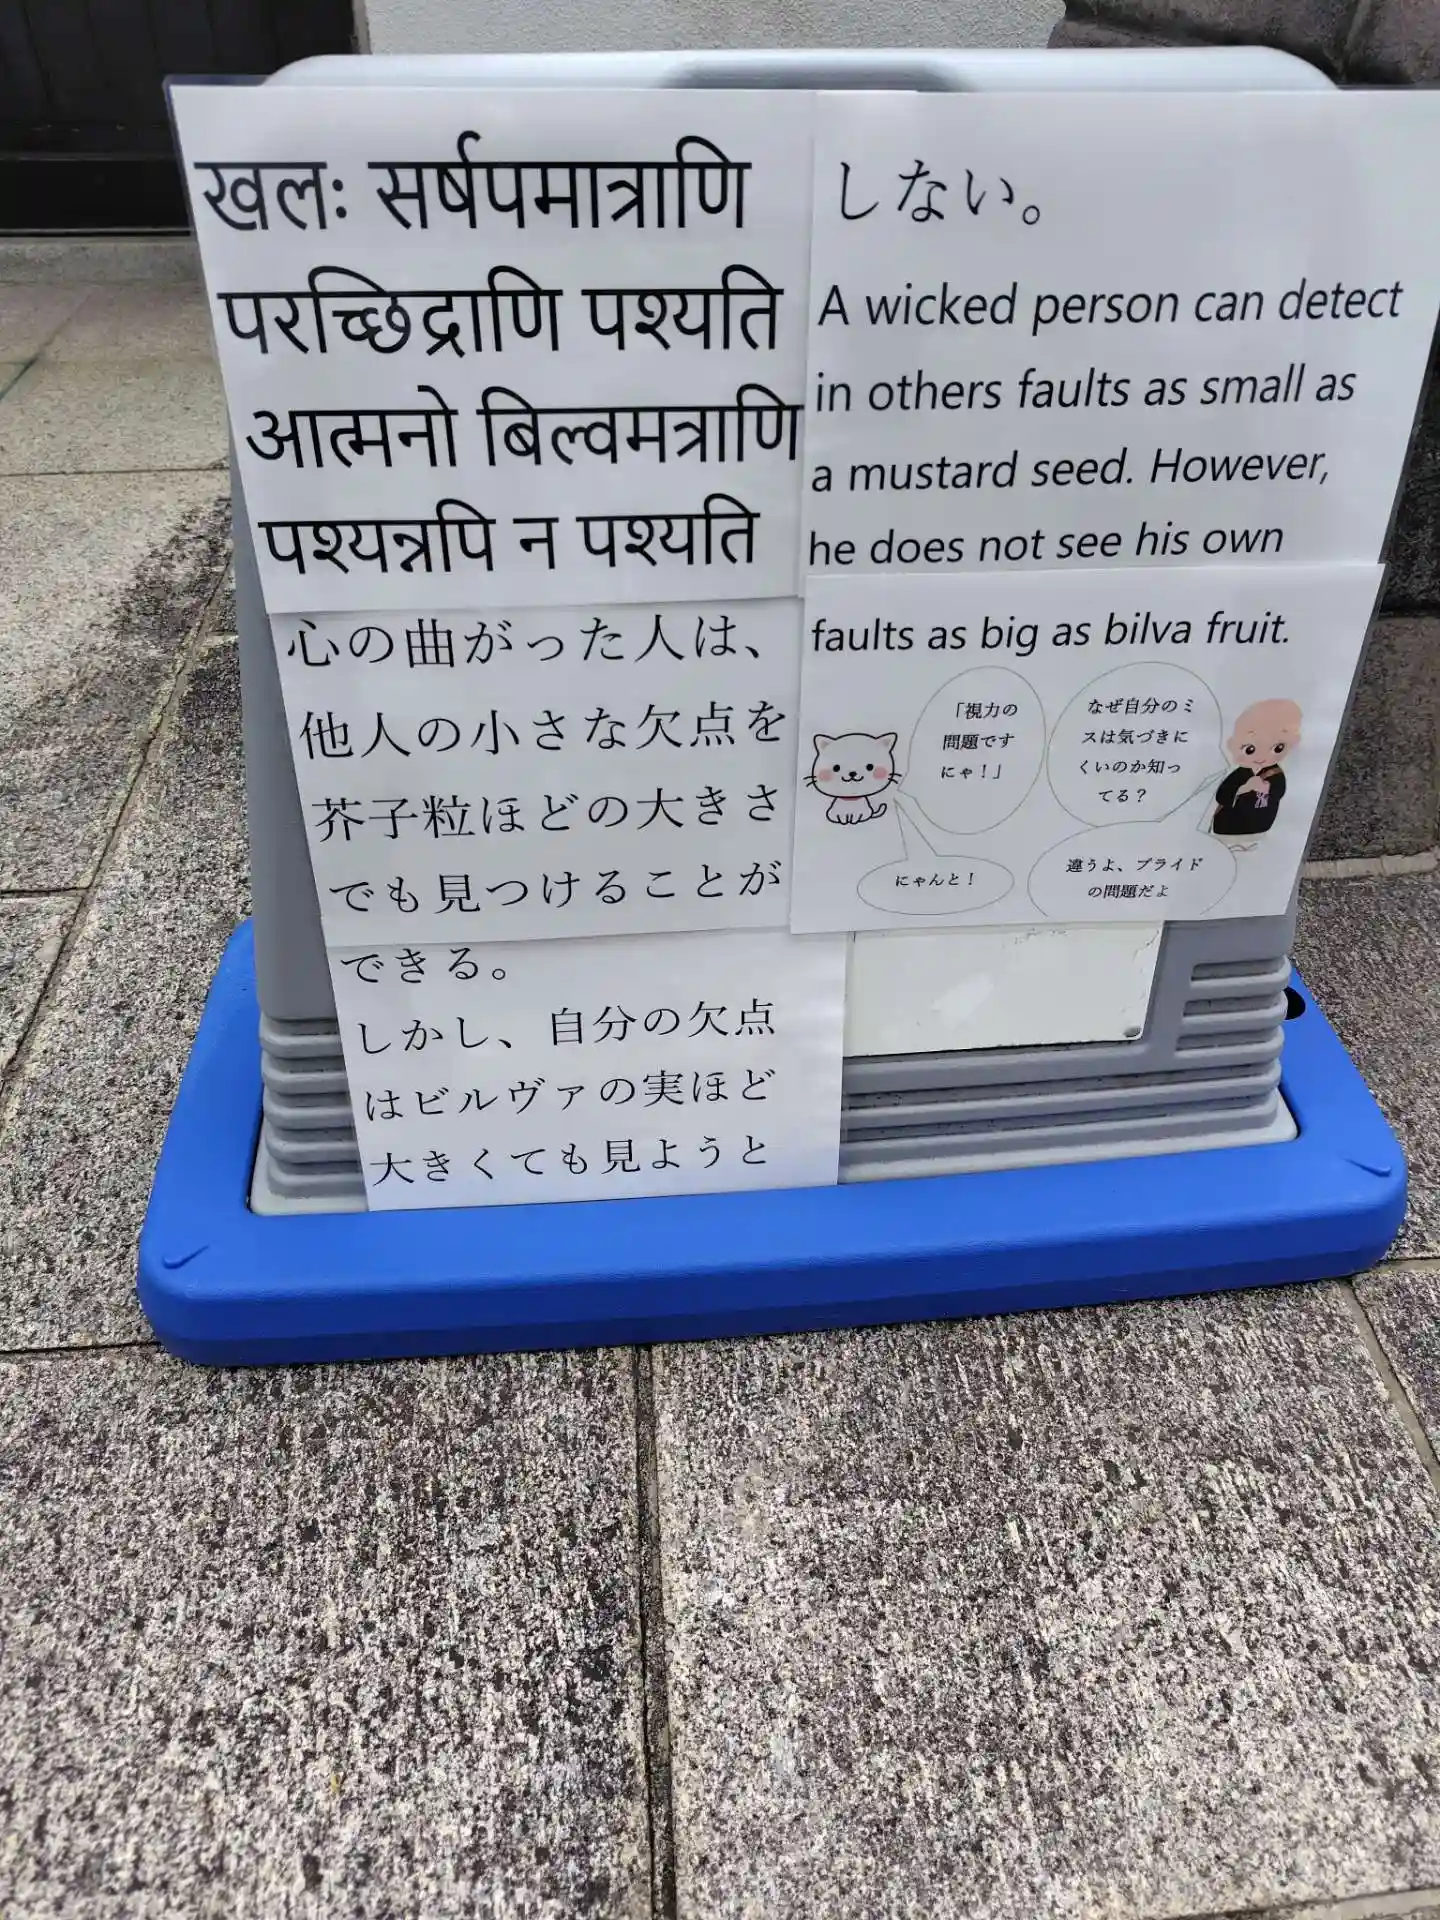 खलः सर्षपमात्राणि
परच्छिद्राणि पश्यति
आत्मनो बिल्वमत्राणि
पश्यन्नपि न पश्यति
心の曲がった人は、
他人の小さな欠点を
芥子粒ほどの大きさ
でも見つけることが
できる。
しかし、自分の欠点
はビルヴァの実ほど
大きくても見ようと
しない。
A wicked person can detect
in others faults as small as
a mustard seed. However,
he does not see his own
faults as big as bilva fruit.
なぜ自分のミ
スは気づきに
くいのか知っ
てる？
「視力の
問題です
にゃ！」
違うよ、プライド
の問題だよ
にゃんと！